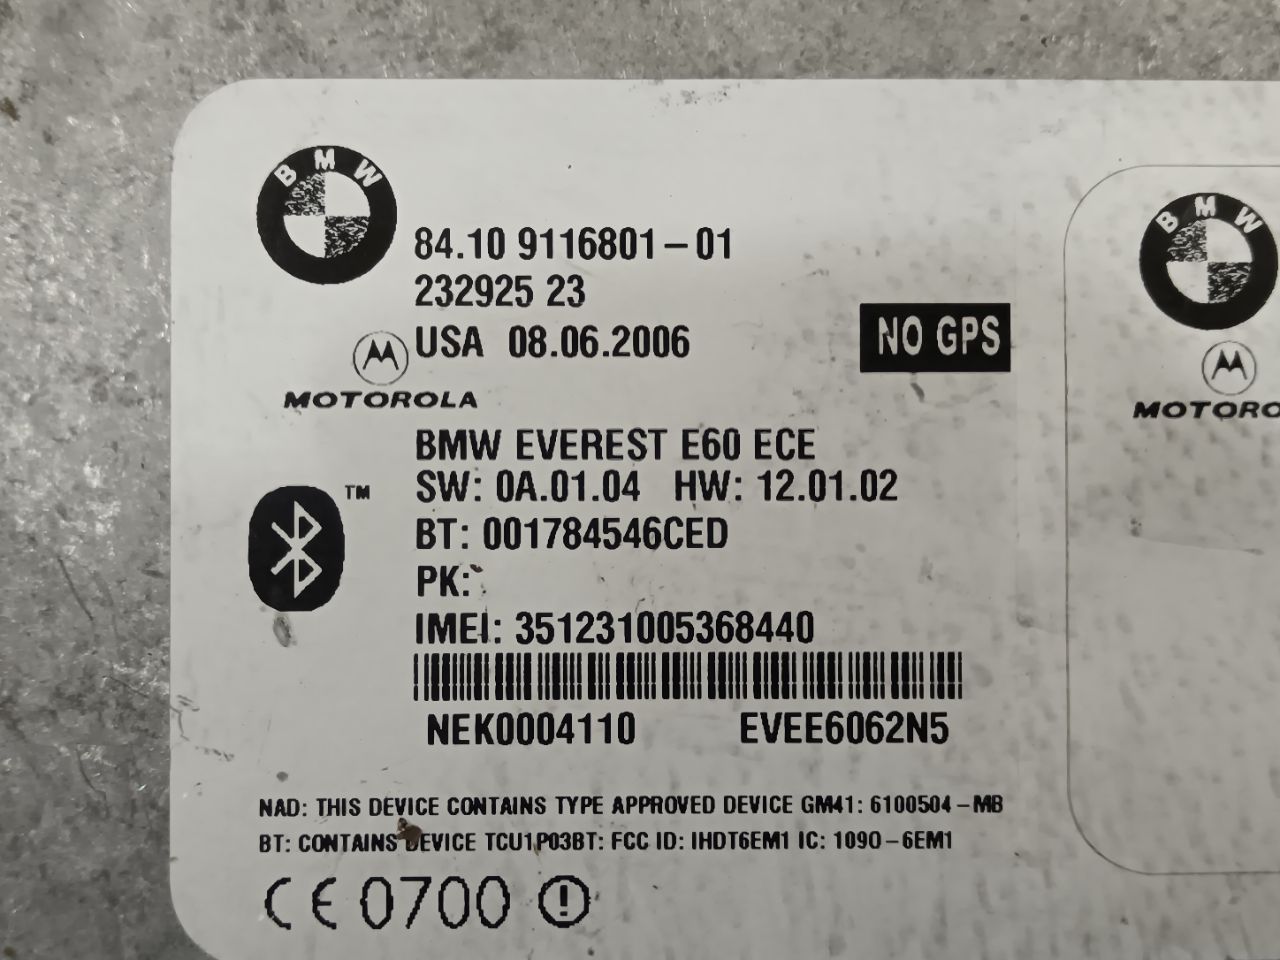 BMW
84.10 9116801-01
232925 23
USA 08.06.2006
MOTOROLA
NO GPS
BMW EVEREST E60 ECE
SW: 0A.01.04 HW: 12.01.02
TM
BT: 001784546CED
PK:
IMEI: 351231005368440
NEK0004110 EVEE6062N5
NAD: THIS DEVICE CONTAINS TYPE APPROVED DEVICE GM41: 6100504-MB
BT: CONTAINS DEVICE TCU1P03BT: FCC ID: IHDT6EM1 IC: 1090-6EM1
CE 0700
BMW
MOTORO